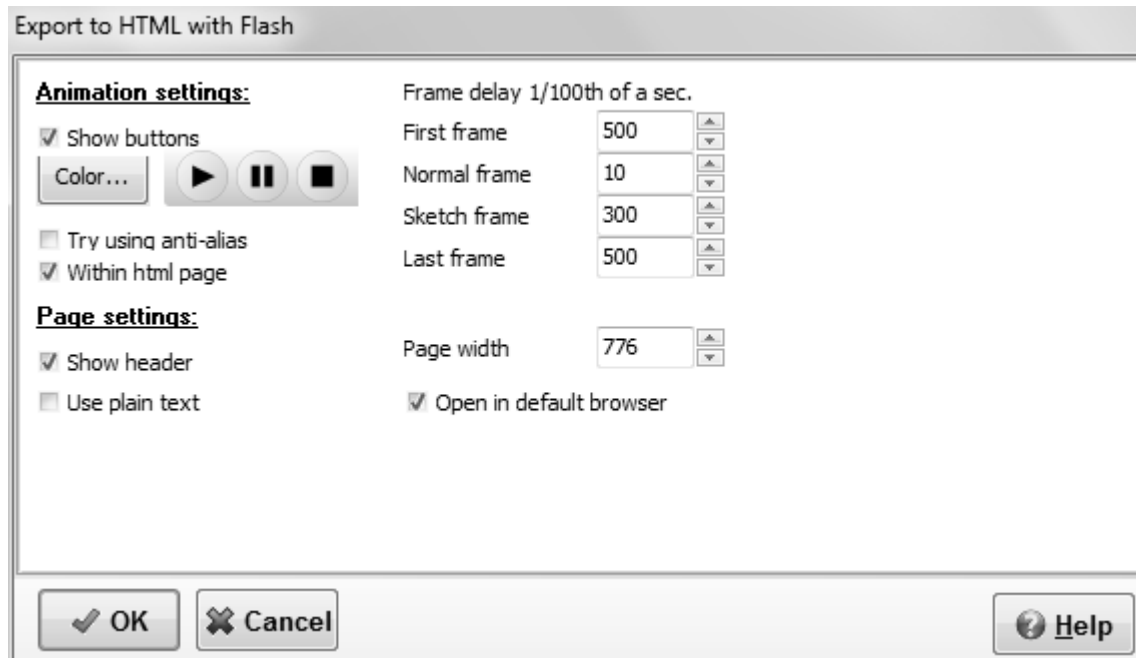 Export to HTML with Flash
Animation settings:
Show buttons
Color...
Try using anti-alias
Within html page
Frame delay 1/100th of a sec.
First frame 500
Normal frame 10
Sketch frame 300
Last frame 500
Page settings:
Show header
Use plain text
Page width 776
Open in default browser
OK
Cancel
Help